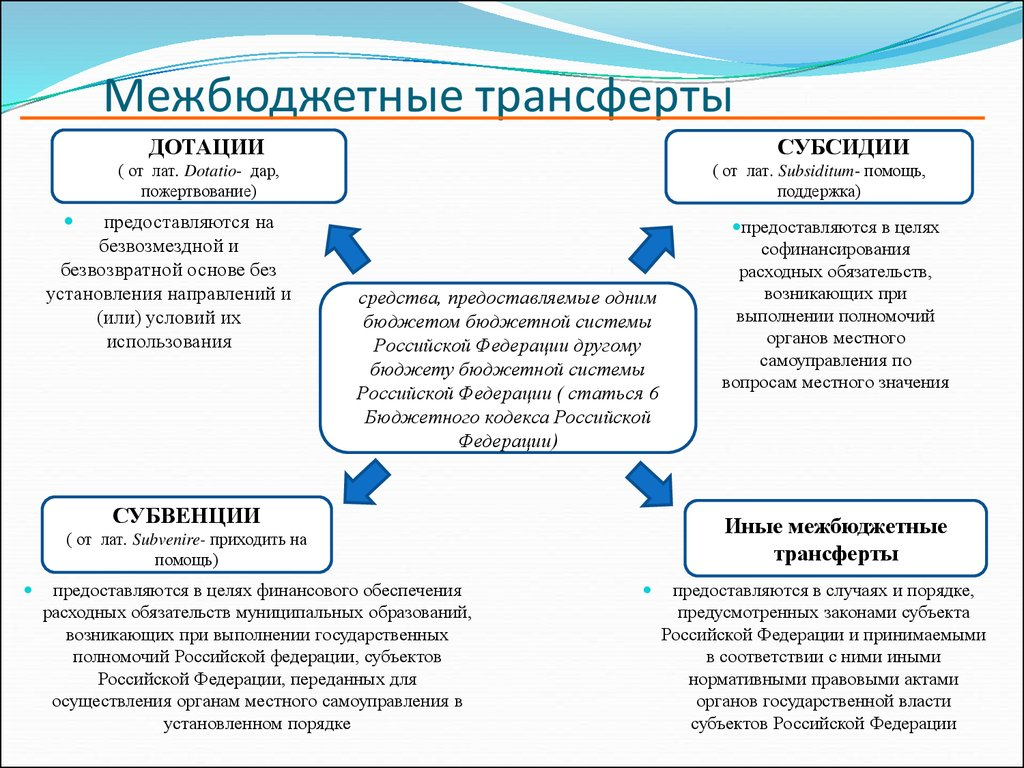 Межбюджетные трансферты
ДОТАЦИИ
( от лат. Dotatio- дар,
пожертвование)
• предоставляются на
безвозмездной и
безвозвратной основе без
установления направлений и
(или) условий их
использования
СУБСИДИИ
( от лат. Subsiditum- помощь,
поддержка)
•предоставляются в целях
софинансирования
расходных обязательств,
возникающих при
выполнении полномочий
органов местного
самоуправления по
вопросам местного значения
средства, предоставляемые одним
бюджетом бюджетной системы
Российской Федерации другому
бюджету бюджетной системы
Российской Федерации ( статься 6
Бюджетного кодекса Российской
Федерации)
СУБВЕНЦИИ
( от лат. Subvenire- приходить на
помощь)
• предоставляются в целях финансового обеспечения
расходных обязательств муниципальных образований,
возникающих при выполнении государственных
полномочий Российской федерации, субъектов
Российской Федерации, переданных для
осуществления органам местного самоуправления в
установленном порядке
Иные межбюджетные
трансферты
• предоставляются в случаях и порядке,
предусмотренных законами субъекта
Российской Федерации и принимаемыми
в соответствии с ними иными
нормативными правовыми актами
органов государственной власти
субъектов Российской Федерации